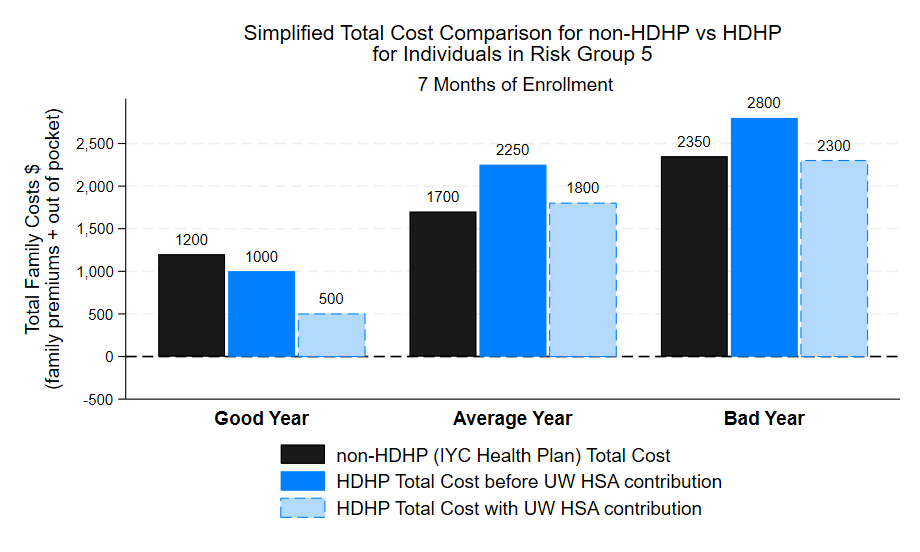 Simplified Total Cost Comparison for non-HDHP vs HDHP
for Individuals in Risk Group 5
7 Months of Enrollment
Total Family Costs $
(family premiums + out of pocket)
2,500
2,000
1,500
1,000
500
0
-500
1200
1000
500
1700
2250
1800
2350
2800
2300
Good Year
Average Year
Bad Year
non-HDHP (IYC Health Plan) Total Cost
HDHP Total Cost before UW HSA contribution
HDHP Total Cost with UW HSA contribution